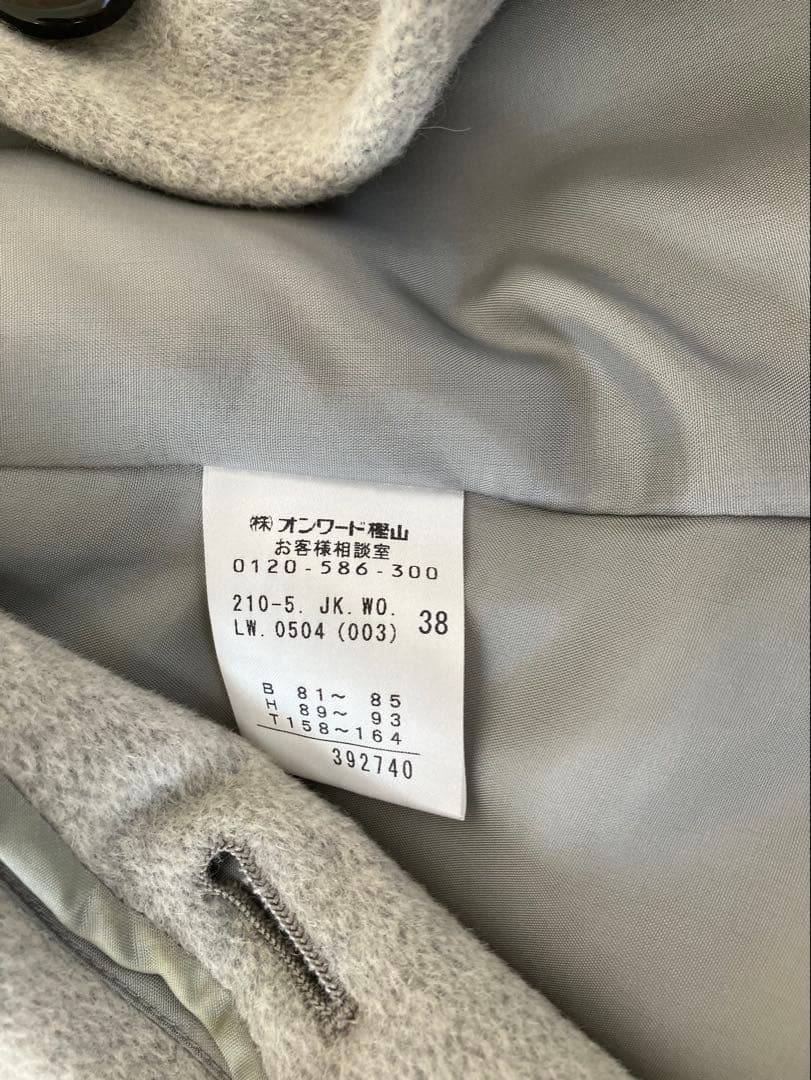 (株)オンワード樫山
お客様相談室
0120-586-300
210-5. JK. WO. 38
LW. 0504 (003)
B 81〜 85
H 89〜 93
T158〜164
392740